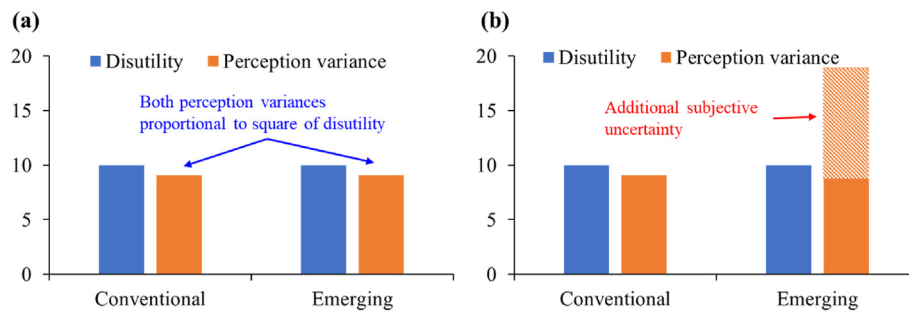 (a)
20
15
10
5
0
Disutility Perception variance
Both perception variances
proportional to square of disutility
Conventional Emerging
(b)
20
15
10
5
0
Disutility Perception variance
Additional subjective
uncertainty
Conventional Emerging